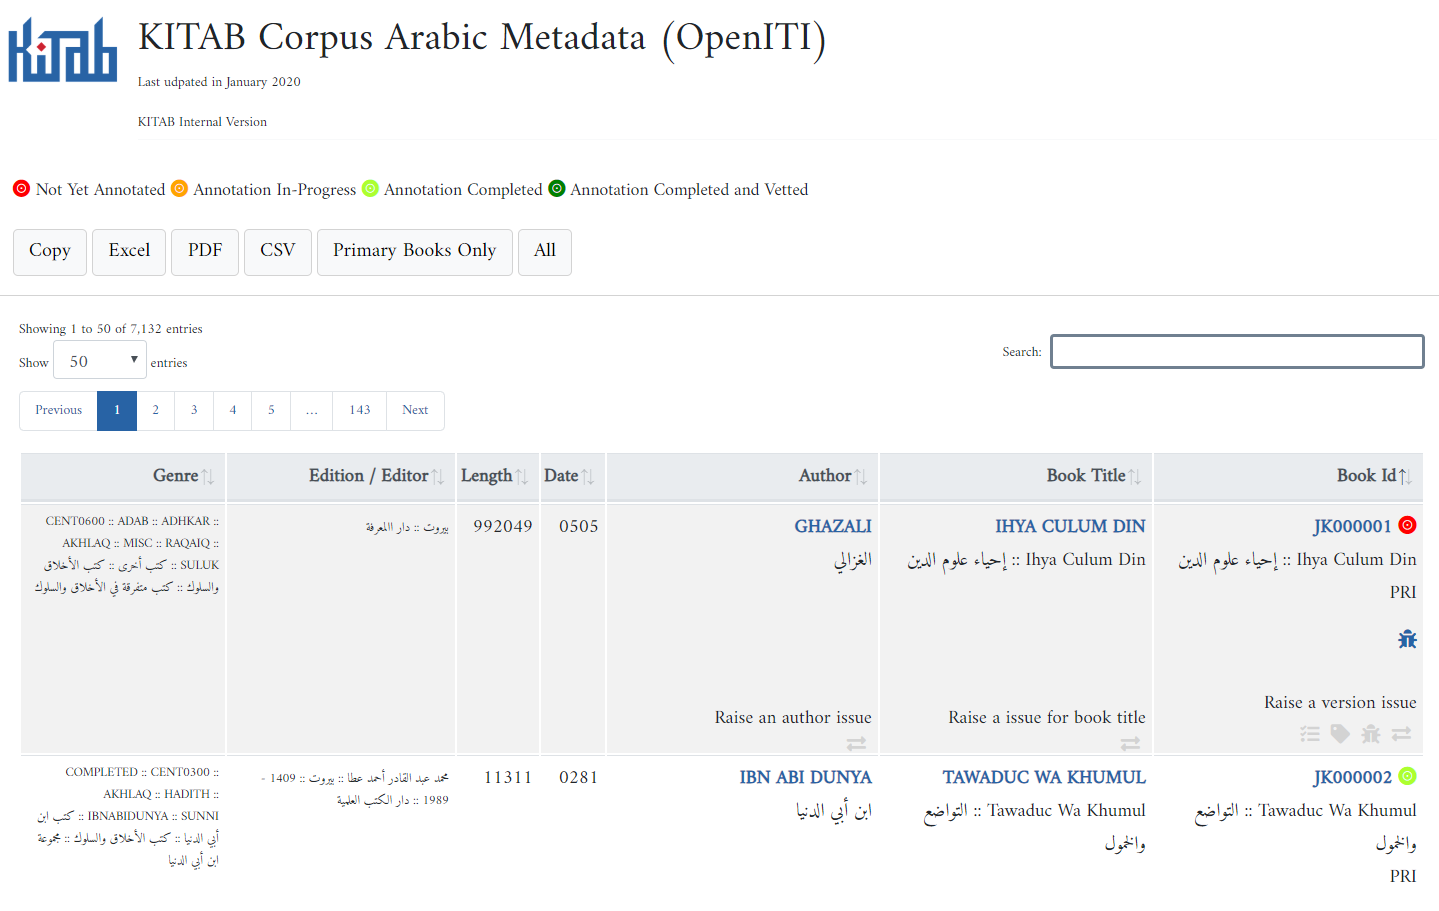 KiTab
KITAB Corpus Arabic Metadata (OpenITI)
Last udpated in January 2020
KITAB Internal Version
Not Yet Annotated Annotation In-Progress Annotation Completed Annotation Completed and Vetted
Copy Excel PDF CSV Primary Books Only All
Showing 1 to 50 of 7,132 entries
Show 50 entries
Search:
Previous 1 2 3 4 5 ... 143 Next
Genre Edition / Editor Length Date Author Book Title Book Id
CENT0600 :: ADAB :: ADHKAR ::
AKHLAQ :: MISC :: RAQAIQ ::
SULUK :: كتب أخرى :: كتب الأخلاق
والسلوك :: كتب متفرقة في الأخلاق والسلوك
بيروت :: دار االمعرفة
992049
0505
GHAZALI
الغزالي
Raise an author issue
IHYA CULUM DIN
إحياء علوم الدين :: Ihya Culum Din
Raise a issue for book title
JK000001
إحياء علوم الدين :: Ihya Culum Din
PRI
Raise a version issue
COMPLETED :: CENT0300 ::
AKHLAQ :: HADITH ::
IBNABIDUNYA :: SUNNI :: كتب ابن
أبي الدنيا :: كتب الأخلاق والسلوك :: مجموعة
ابن أبي الدنيا
محمد عبد القادر أحمد عطا :: بيروت :: 1409 -
1989 :: دار الكتب العلمية
11311
0281
IBN ABI DUNYA
ابن أبي الدنيا
TAWADUC WA KHUMUL
التواضع :: Tawaduc Wa Khumul
والخمول
JK000002
التواضع :: Tawaduc Wa Khumul
والخمول
PRI